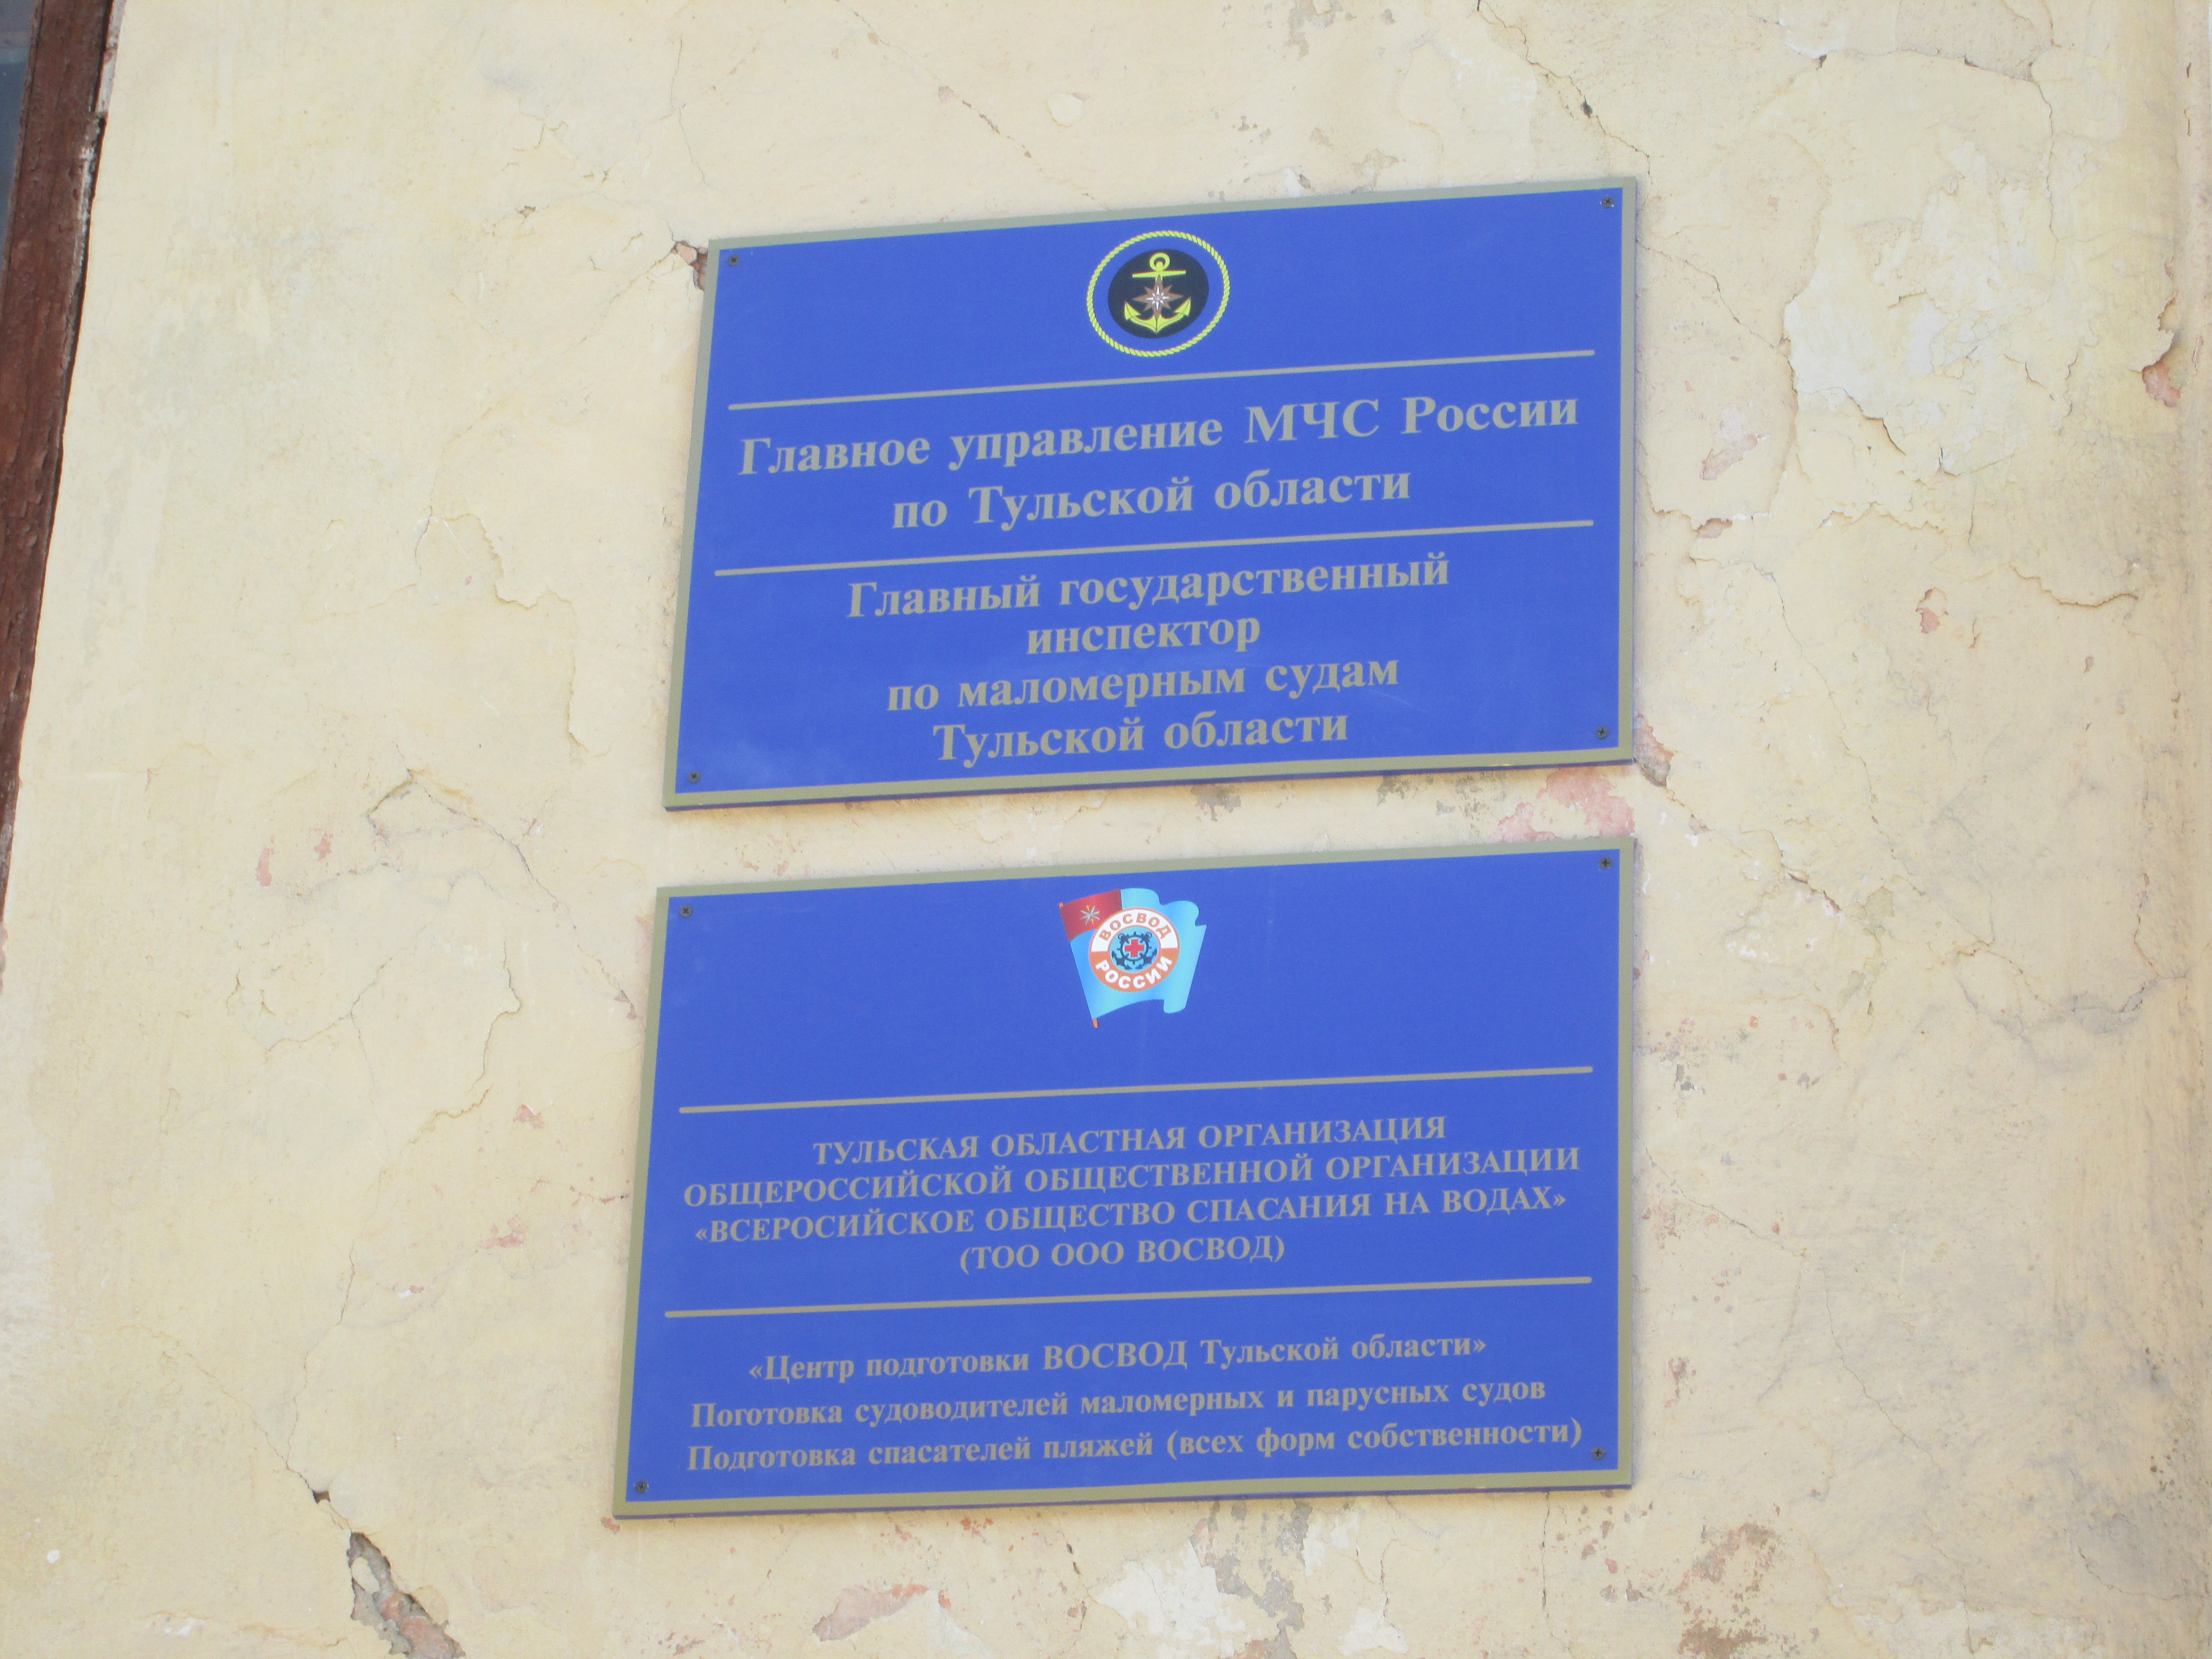 Главное управление МЧС России
по Тульской области
Главный государственный
инспектор
по маломерным судам
Тульской области
ВОСВОД
РОССИИ
ТУЛЬСКАЯ ОБЛАСТНАЯ ОРГАНИЗАЦИЯ
ОБЩЕРОССИЙСКОЙ ОБЩЕСТВЕННОЙ ОРГАНИЗАЦИИ
«ВСЕРОСИЙСКОЕ ОБЩЕСТВО СПАСАНИЯ НА ВОДАХ»
(ТОО ООО ВОСВОД)
«Центр подготовки ВОСВОД Тульской области»
Поготовка судоводителей маломерных и парусных судов
Подготовка спасателей пляжей (всех форм собственности)